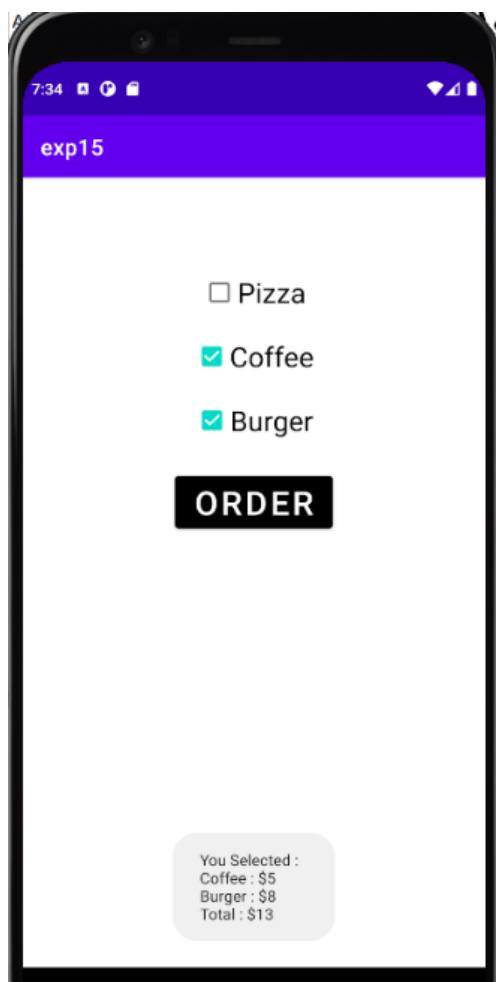 7:34
exp15
Pizza
Coffee
Burger
ORDER
You Selected :
Coffee : $5
Burger : $8
Total : $13